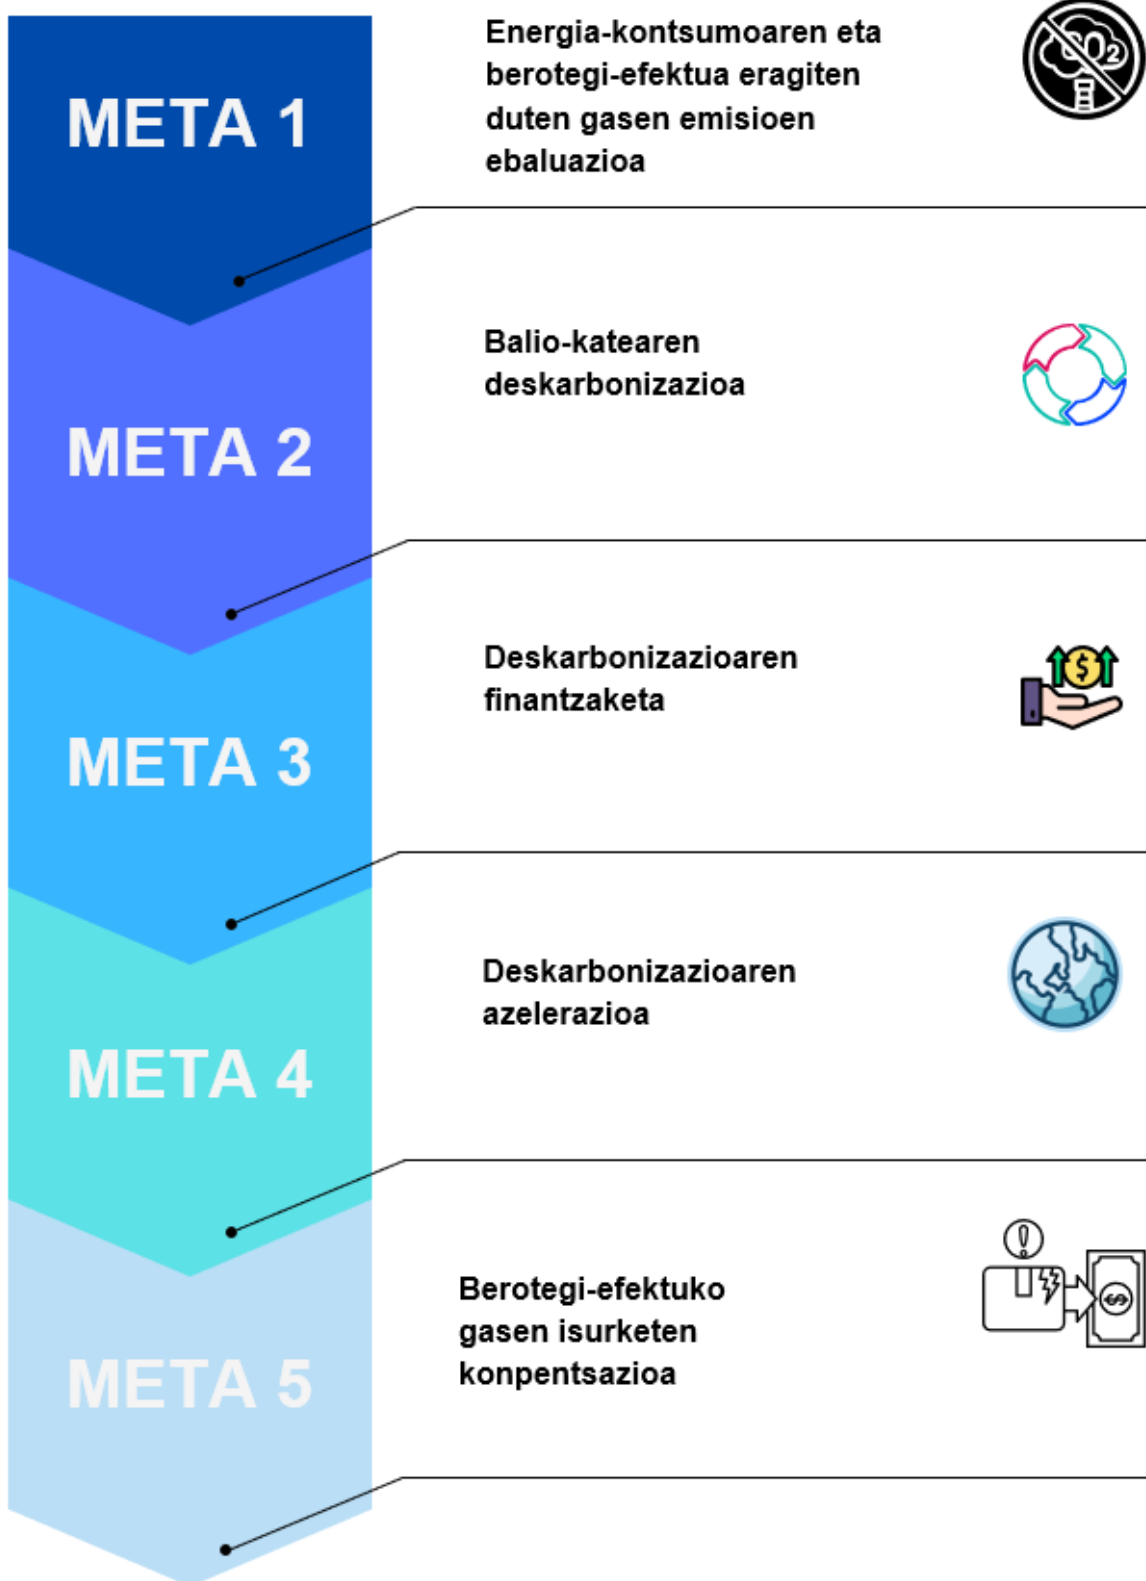 META 1
Energia-kontsumoaren eta
berotegi-efektua eragiten
duten gasen emisioen
ebaluazioa
CO2
META 2
Balio-katearen
deskarbonizazioa
META 3
Deskarbonizazioaren
finantzaketa
$
META 4
Deskarbonizazioaren
azelerazioa
META 5
Berotegi-efektuko
gasen isurketen
konpentsazioa
!
$